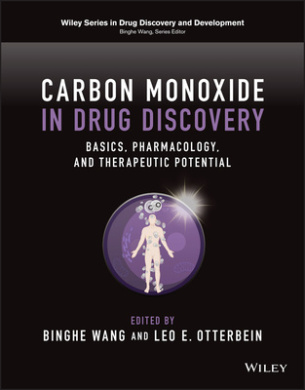 Wiley Series in Drug Discovery and Development
Binghe Wang, Series Editor
CARBON MONOXIDE
IN DRUG DISCOVERY
BASICS, PHARMACOLOGY,
AND THERAPEUTIC POTENTIAL
EDITED BY
BINGHE WANG AND LEO E. OTTERBEIN
WILEY